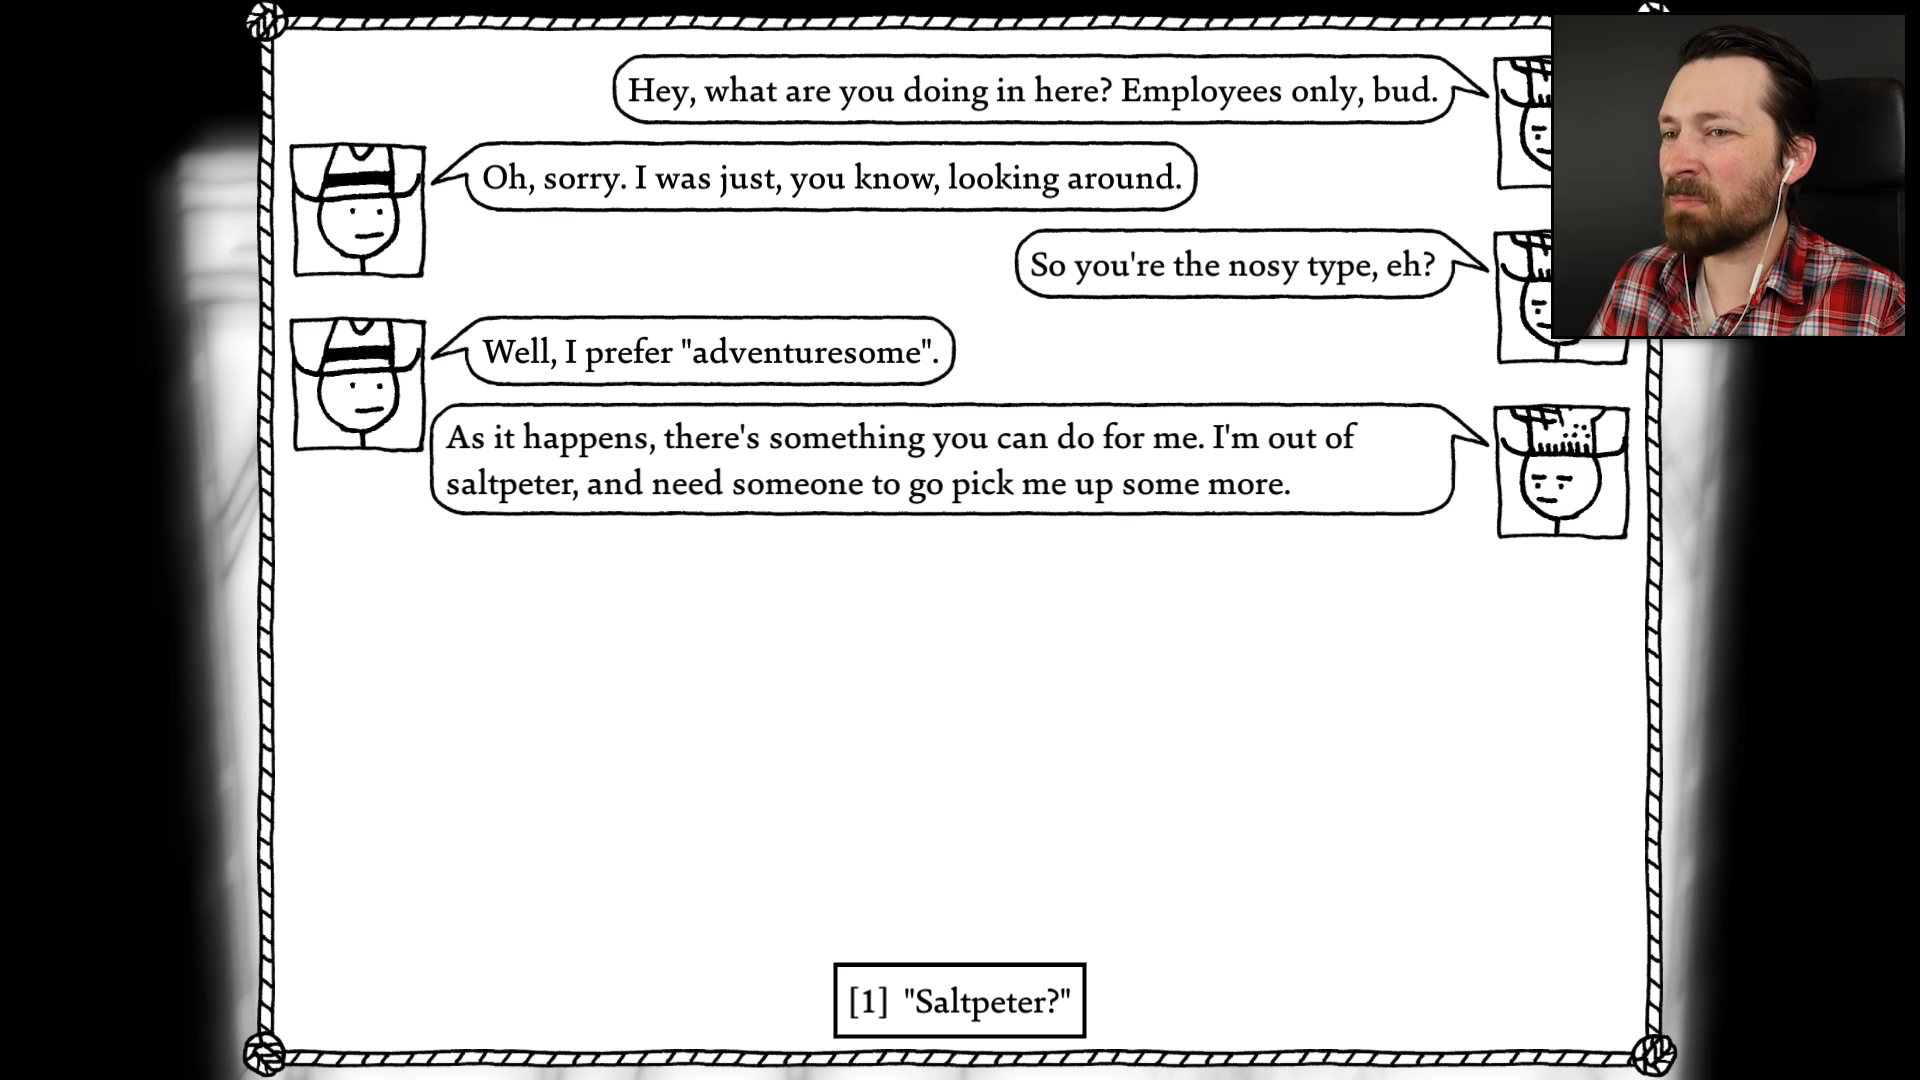 Hey, what are you doing in here? Employees only, bud.
Oh, sorry. I was just, you know, looking around.
So you're the nosy type, eh?
Well, I prefer "adventuresome".
As it happens, there's something you can do for me. I'm out of
saltpeter, and need someone to go pick me up some more.
[1] "Saltpeter?"